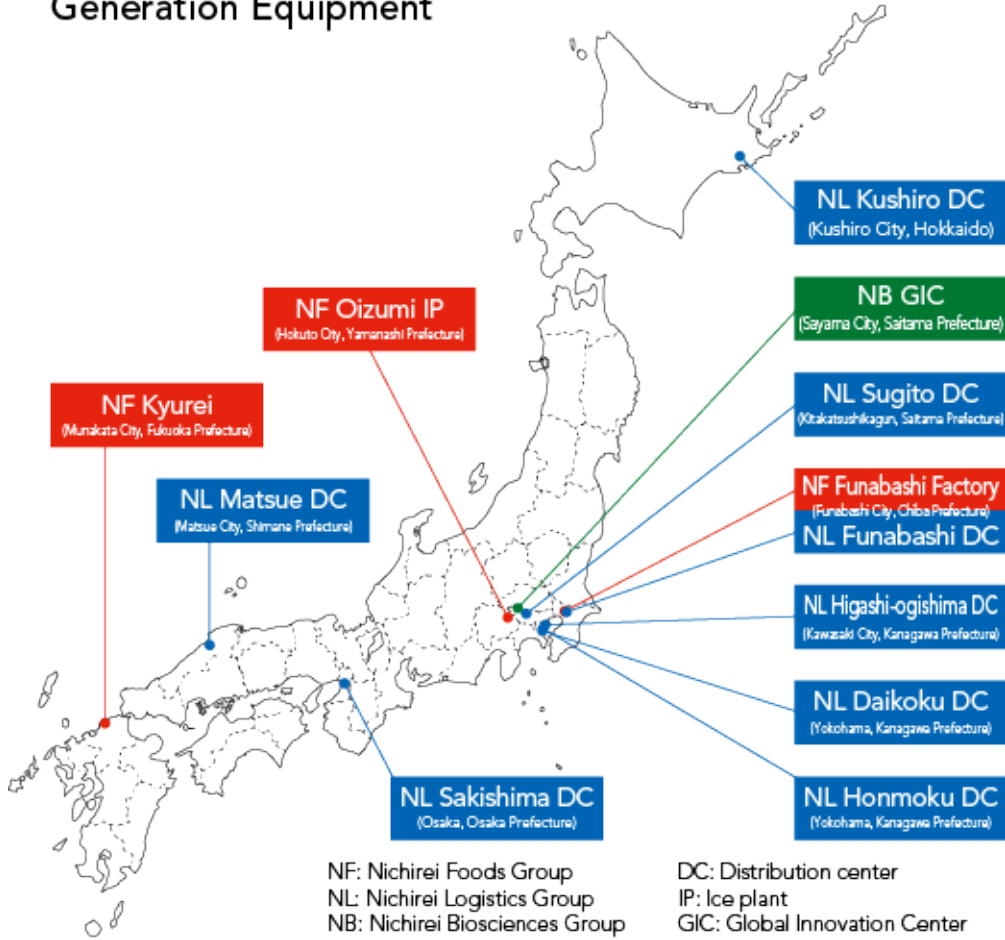 Generation Equipment
NL Kushiro DC
(Kushiro City, Hokkaido)
NB GIC
(Sayama City, Saitama Prefecture)
NF Oizumi IP
(Hokuto City, Yamanashi Prefecture)
NL Sugito DC
(Kitakatsushikagun, Saitama Prefecture)
NF Kyurei
(Munakata City, Fukuoka Prefecture)
NL Matsue DC
(Matsue City, Shimane Prefecture)
NF Funabashi Factory
(Funabashi City, Chiba Prefecture)
NL Funabashi DC
NL Higashi-ogishima DC
(Kawasaki City, Kanagawa Prefecture)
NL Daikoku DC
(Yokohama, Kanagawa Prefecture)
NL Sakishima DC
(Osaka, Osaka Prefecture)
NL Honmoku DC
(Yokohama, Kanagawa Prefecture)
NF: Nichirei Foods Group
NL: Nichirei Logistics Group
NB: Nichirei Biosciences Group
DC: Distribution center
IP: Ice plant
GIC: Global Innovation Center